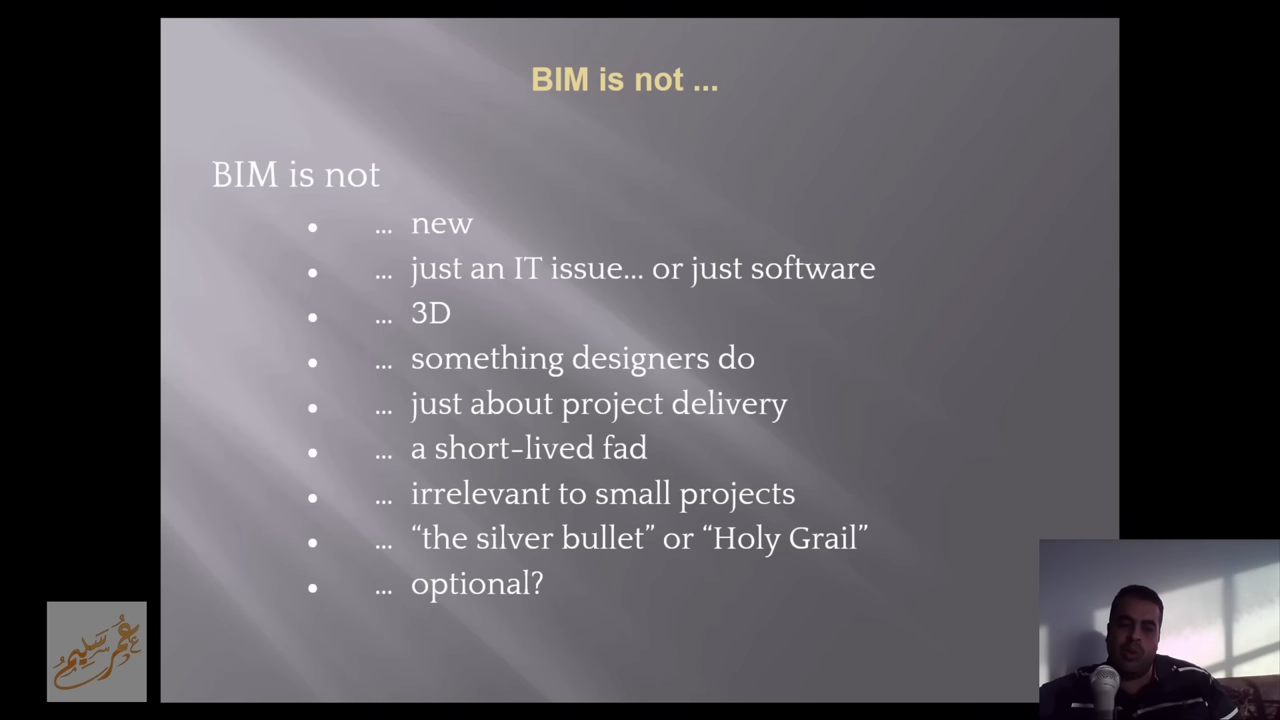 BIM is not ...
BIM is not
• ... new
• ... just an IT issue... or just software
• ... 3D
• ... something designers do
• ... just about project delivery
• ... a short-lived fad
• ... irrelevant to small projects
• ... “the silver bullet” or “Holy Grail”
• ... optional?
عُمَر سَليم